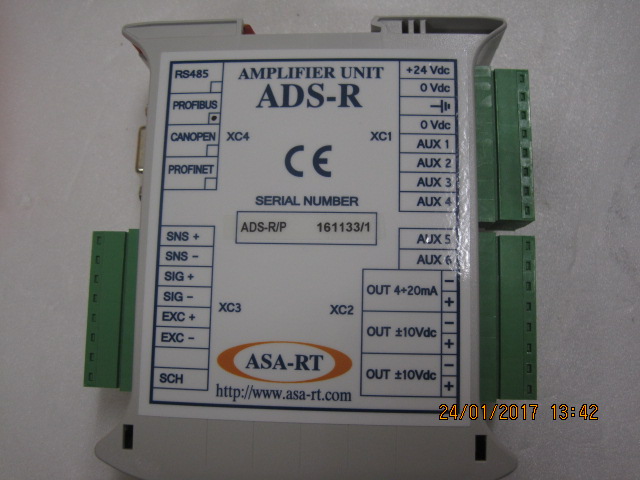 AMPLIFIER UNIT
ADS-R
RS485
PROFIBUS
CANOPEN
PROFINET
XC4
XC1
+24 Vdc
0 Vdc
0 Vdc
AUX 1
AUX 2
AUX 3
AUX 4
CE
SERIAL NUMBER
ADS-R/P 161133/1
SNS +
SNS -
SIG +
SIG -
EXC +
EXC -
SCH
XC3
XC2
AUX 5
AUX 6
OUT 4÷20mA
-
+
OUT ±10Vdc
-
+
OUT ±10Vdc
-
+
ASA-RT
http://www.asa-rt.com
24/01/2017 13:42